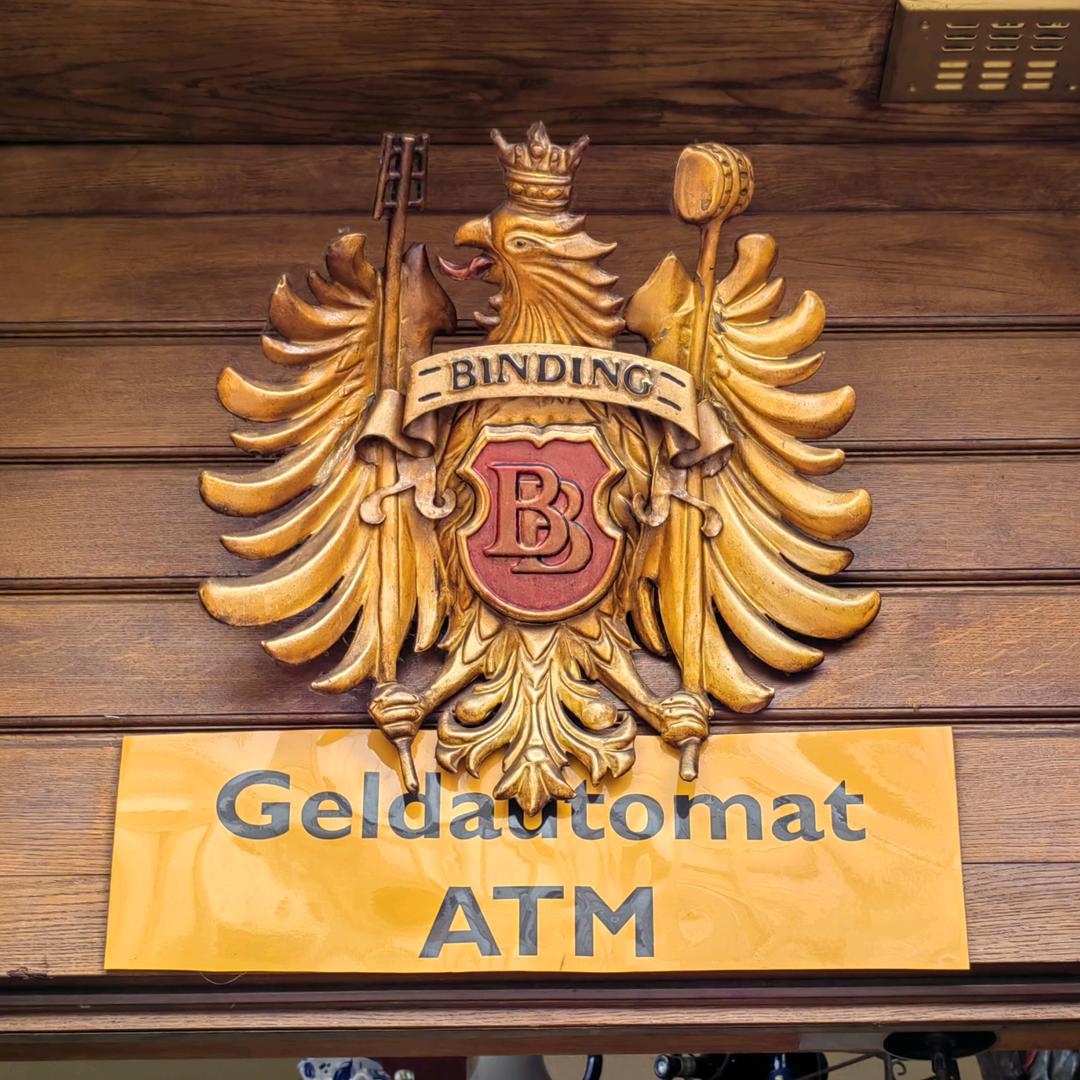 BINDING
BB
Geldautomat
ATM